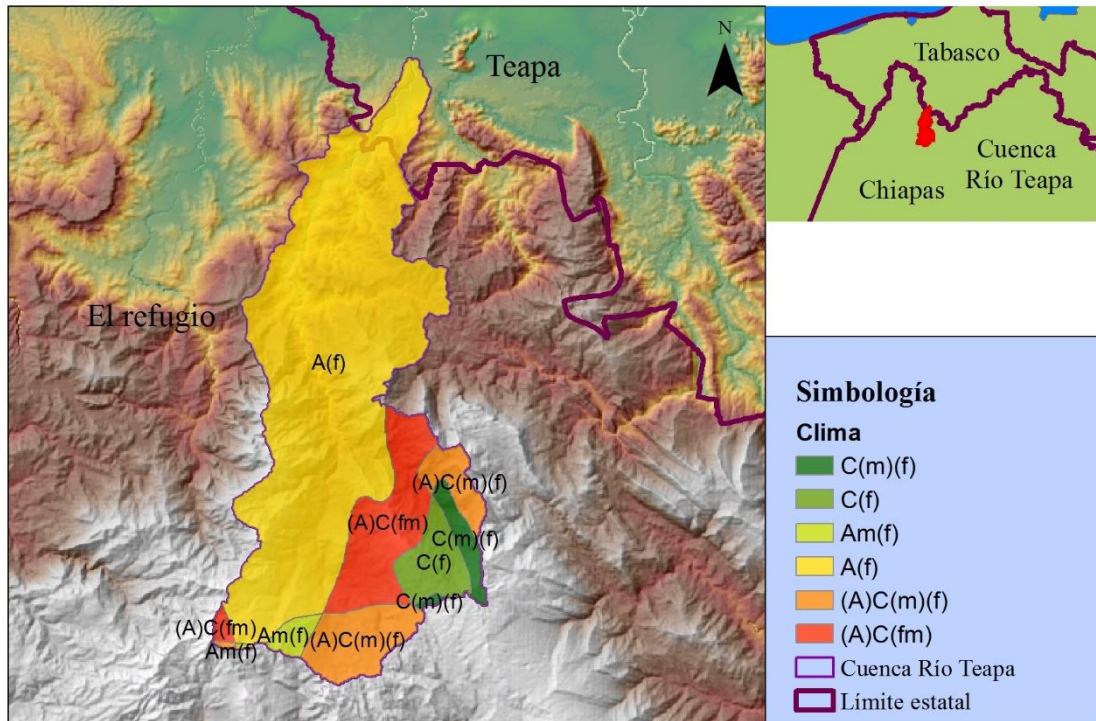 N
Teapa
El refugio
A(f)
(A)C(m)(f)
(A)C(fm)
C(m)(f)
C(f)
C(m)(f)
(A)C(fm)
Am(f)
Am(f)
(A)C(m)(f)
Tabasco
Cuenca
Río Teapa
Chiapas
Simbología
Clima
C(m)(f)
C(f)
Am(f)
A(f)
(A)C(m)(f)
(A)C(fm)
Cuenca Río Teapa
Límite estatal